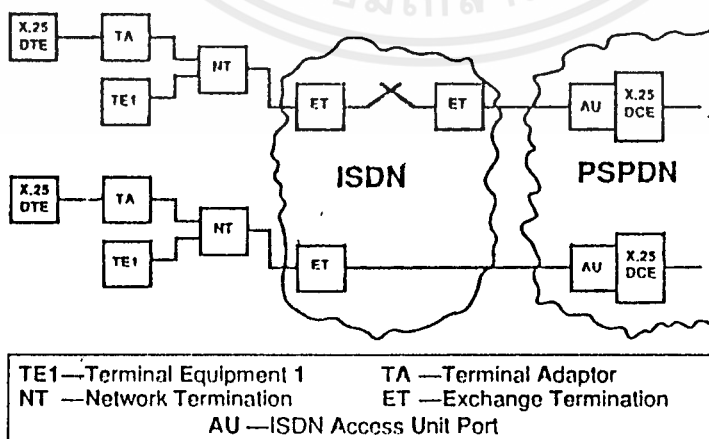 X.25
DTE
TA
NT
TE1
ET
ET
AU
X.25
DCE
ISDN
PSPDN
X.25
DTE
TA
NT
TE1
ET
AU
X.25
DCE
TE1—Terminal Equipment 1
TA —Terminal Adaptor
NT —Network Termination
ET —Exchange Termination
AU —ISDN Access Unit Port